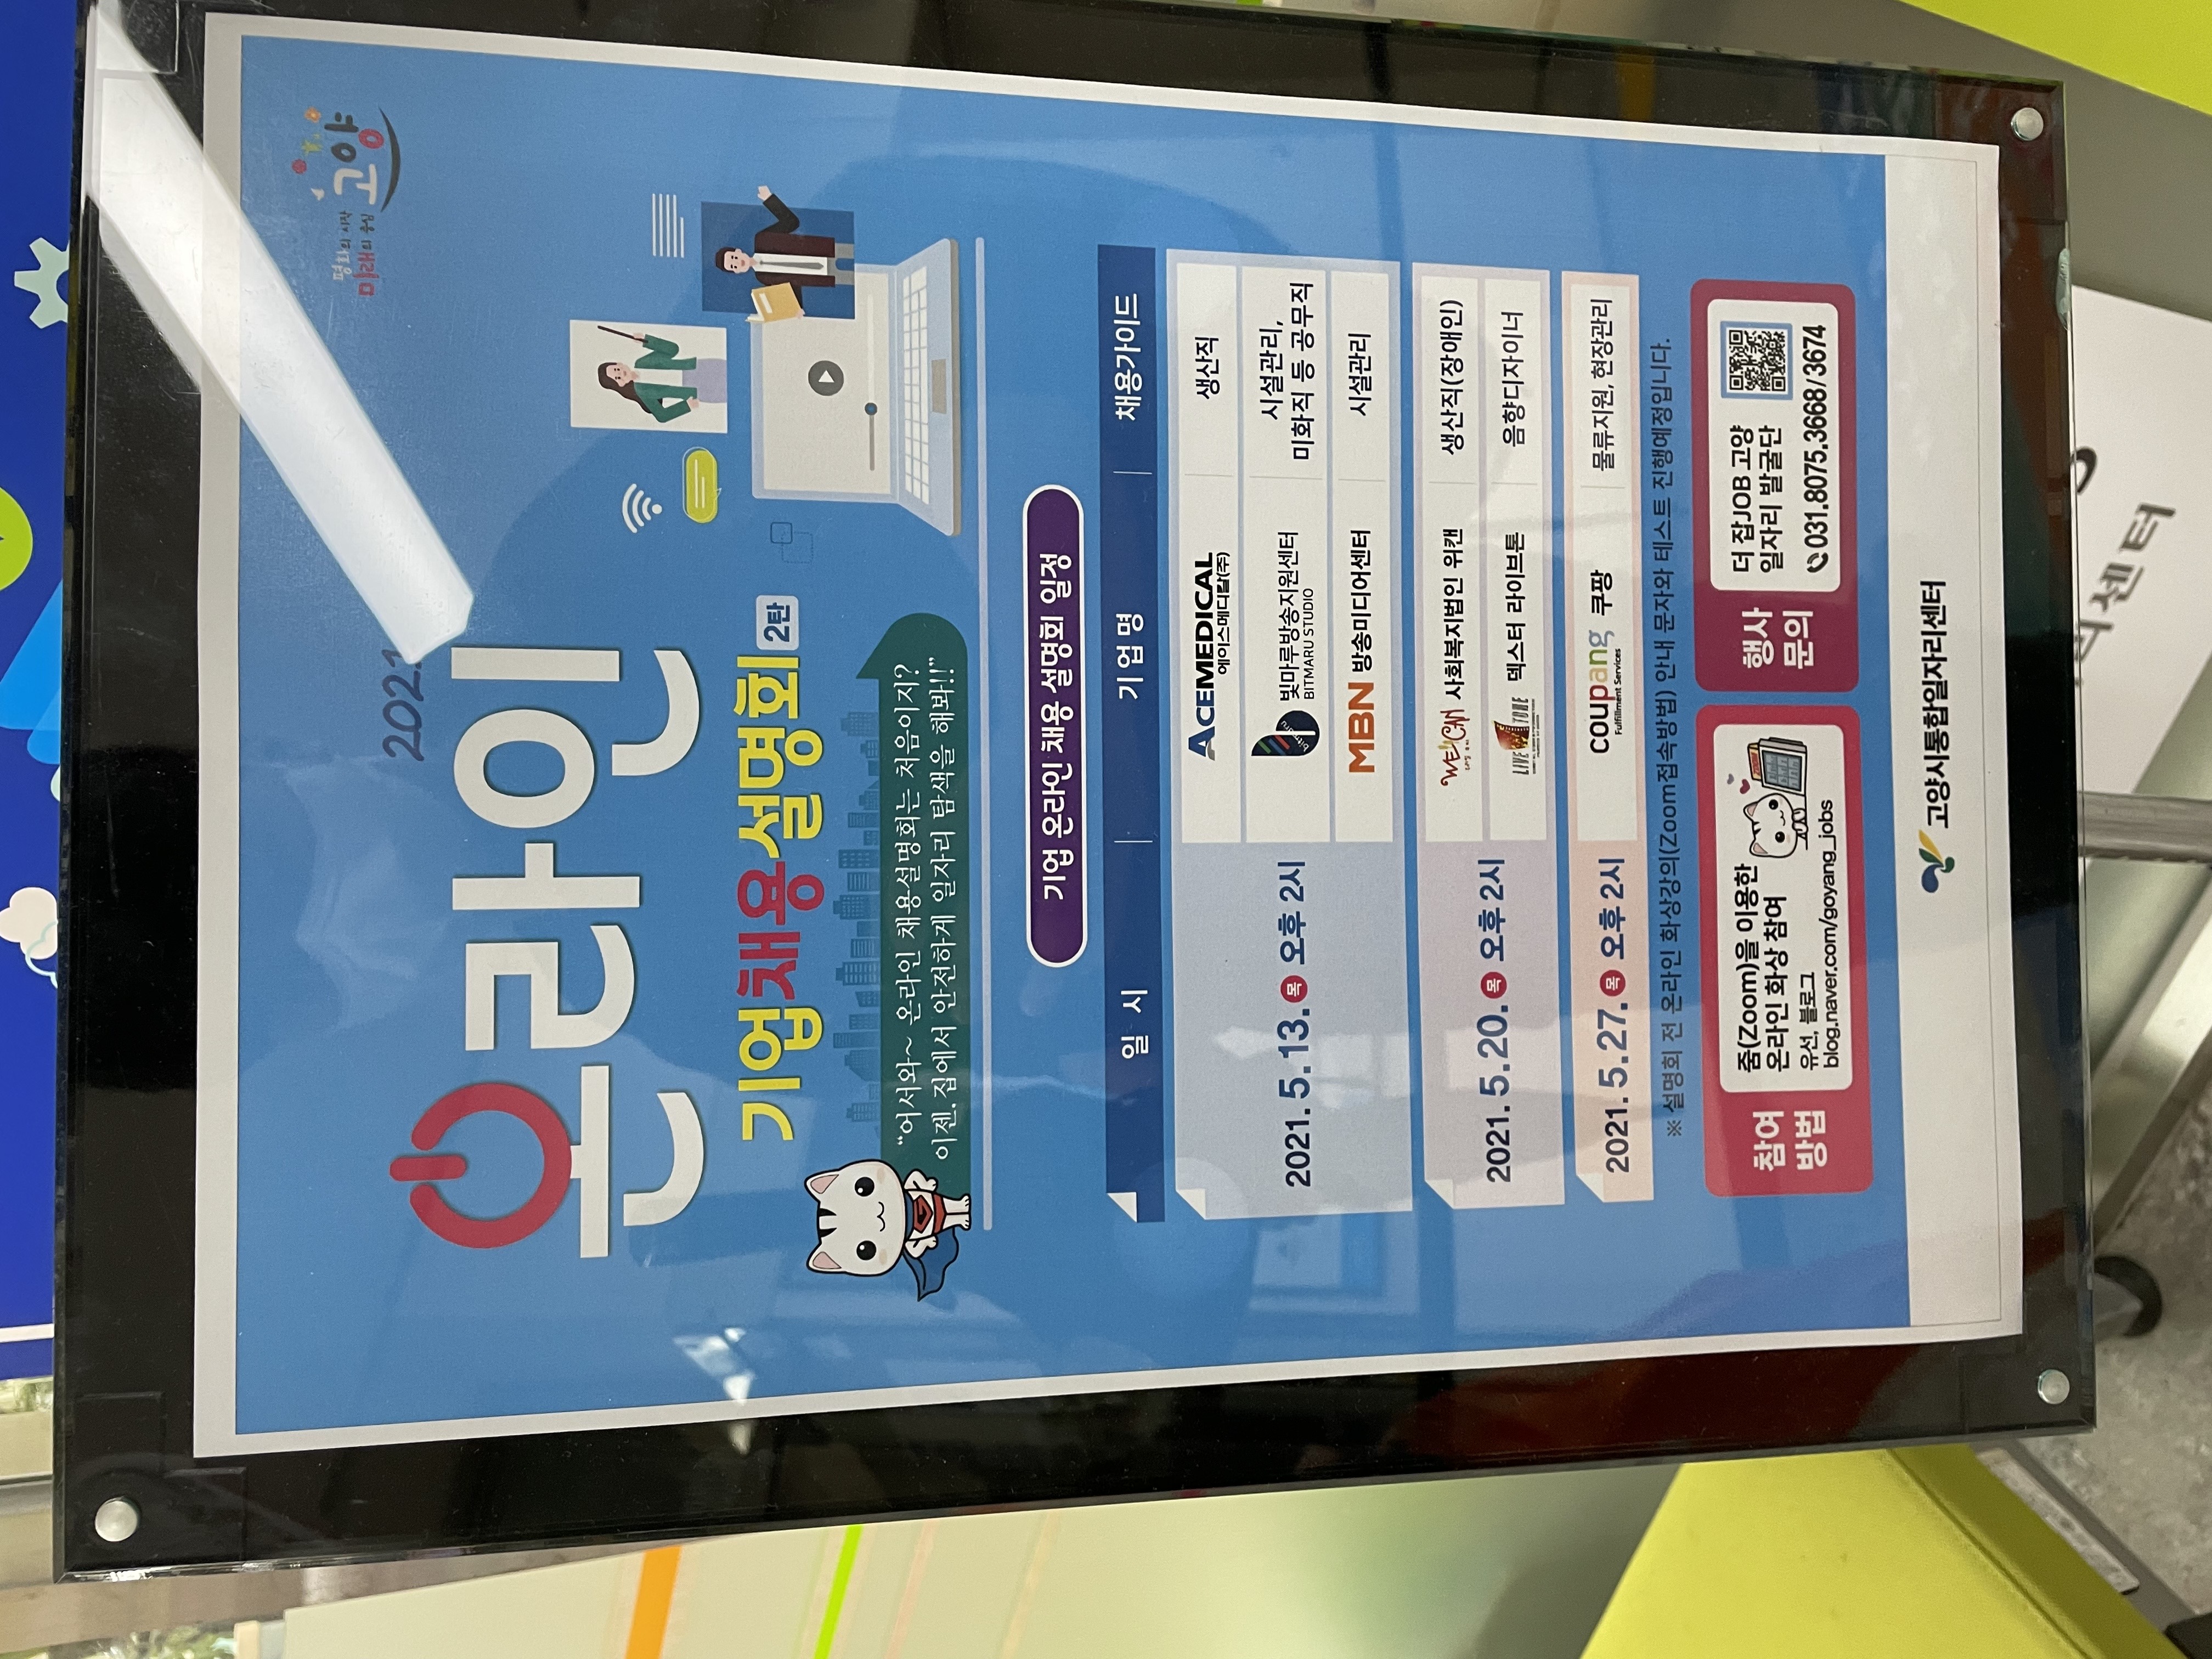 평화의 시작
미래의 중심
고양
2021
온라인
기업채용설명회 2탄
“어서와~ 온라인 채용설명회는 처음이지?
이젠. 집에서 안전하게 일자리 탐색을 해봐!!”
기업 온라인 채용 설명회 일정
일 시 기업명 채용가이드
2021. 5.13. 목 오후 2시
ACEMEDICAL
에이스메디칼(주)
생산직
bitmaru
빛마루방송지원센터
BITMARU STUDIO
시설관리,
미화직 등 공무직
MBN 방송미디어센터 시설관리
2021. 5.20. 목 오후 2시
WE CAN 사회복지법인 위캔 생산직(장애인)
LIVE TONE 덱스터 라이브톤 음향디자이너
2021. 5.27. 목 오후 2시
coupang 쿠팡
Fulfillment Services
물류지원, 현장관리
※ 설명회 전 온라인 화상강의(Zoom접속방법) 안내 문자와 테스트 진행예정입니다.
참여
방법
줌(Zoom)을 이용한
온라인 화상 참여
유선, 블로그
blog.naver.com/goyang_jobs
ZOOM
행사
문의
더 잡JOB 고양
일자리 발굴단
031.8075.3668/3674
고양시통합일자리센터
리센터